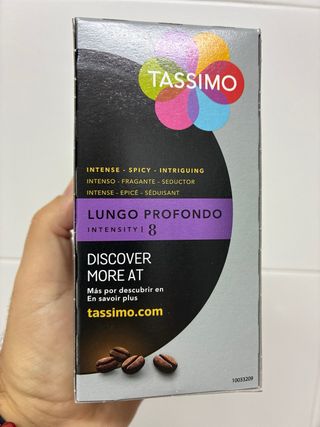 TASSIMO
INTENSE - SPICY - INTRIGUING
INTENSO - FRAGANTE - SEDUCTOR
INTENSE - EPICÉ - SÉDUISANT
LUNGO PROFONDO
INTENSITY | 8
DISCOVER
MORE AT
Más por descubrir en
En savoir plus
tassimo.com
10033209